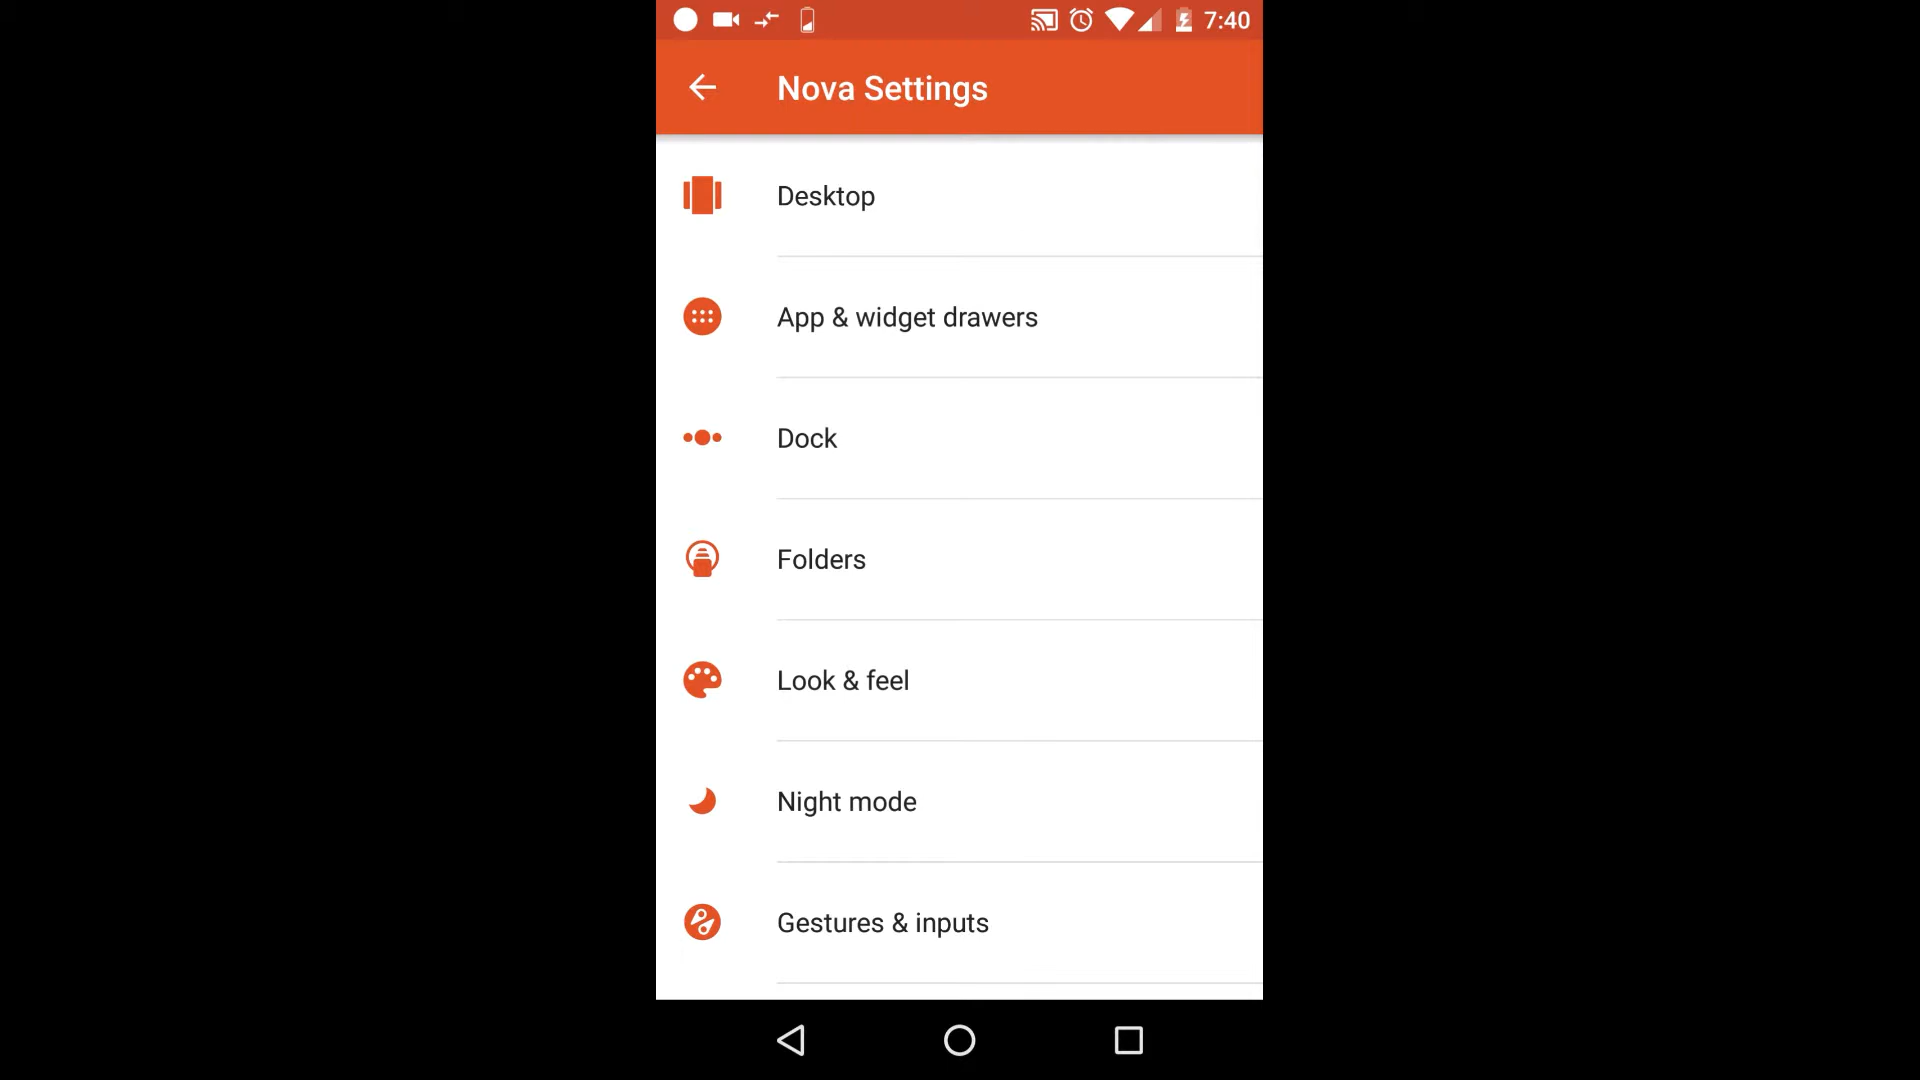 7:40
Nova Settings
Desktop
App & widget drawers
Dock
Folders
Look & feel
Night mode
Gestures & inputs